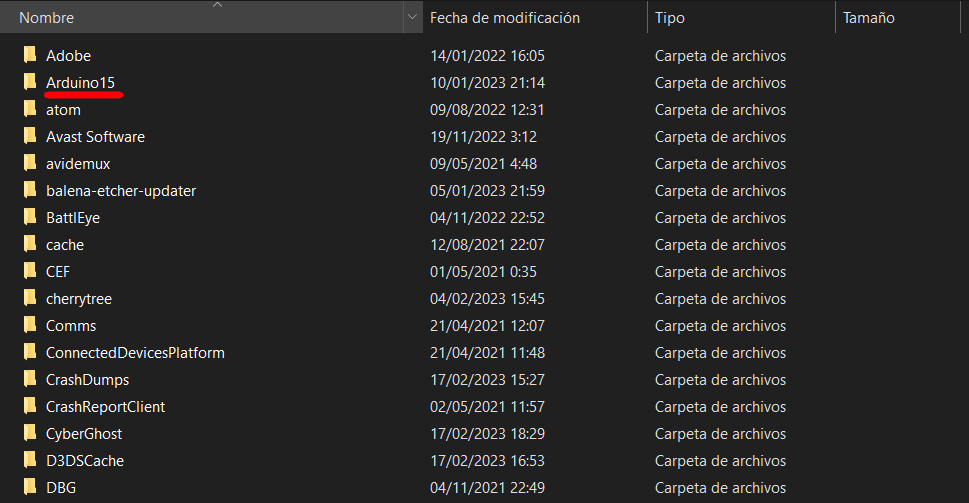 Nombre Fecha de modificación Tipo Tamaño
Adobe 14/01/2022 16:05 Carpeta de archivos
Arduino15 10/01/2023 21:14 Carpeta de archivos
atom 09/08/2022 12:31 Carpeta de archivos
Avast Software 19/11/2022 3:12 Carpeta de archivos
avidemux 09/05/2021 4:48 Carpeta de archivos
balena-etcher-updater 05/01/2023 21:59 Carpeta de archivos
BattlEye 04/11/2022 22:52 Carpeta de archivos
cache 12/08/2021 22:07 Carpeta de archivos
CEF 01/05/2021 0:35 Carpeta de archivos
cherrytree 04/02/2023 15:45 Carpeta de archivos
Comms 21/04/2021 12:07 Carpeta de archivos
ConnectedDevicesPlatform 21/04/2021 11:48 Carpeta de archivos
CrashDumps 17/02/2023 15:27 Carpeta de archivos
CrashReportClient 02/05/2021 11:57 Carpeta de archivos
CyberGhost 17/02/2023 18:29 Carpeta de archivos
D3DSCache 17/02/2023 16:53 Carpeta de archivos
DBG 04/11/2021 22:49 Carpeta de archivos